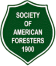 SOCIETY
OF
AMERICAN
FORESTERS
1900